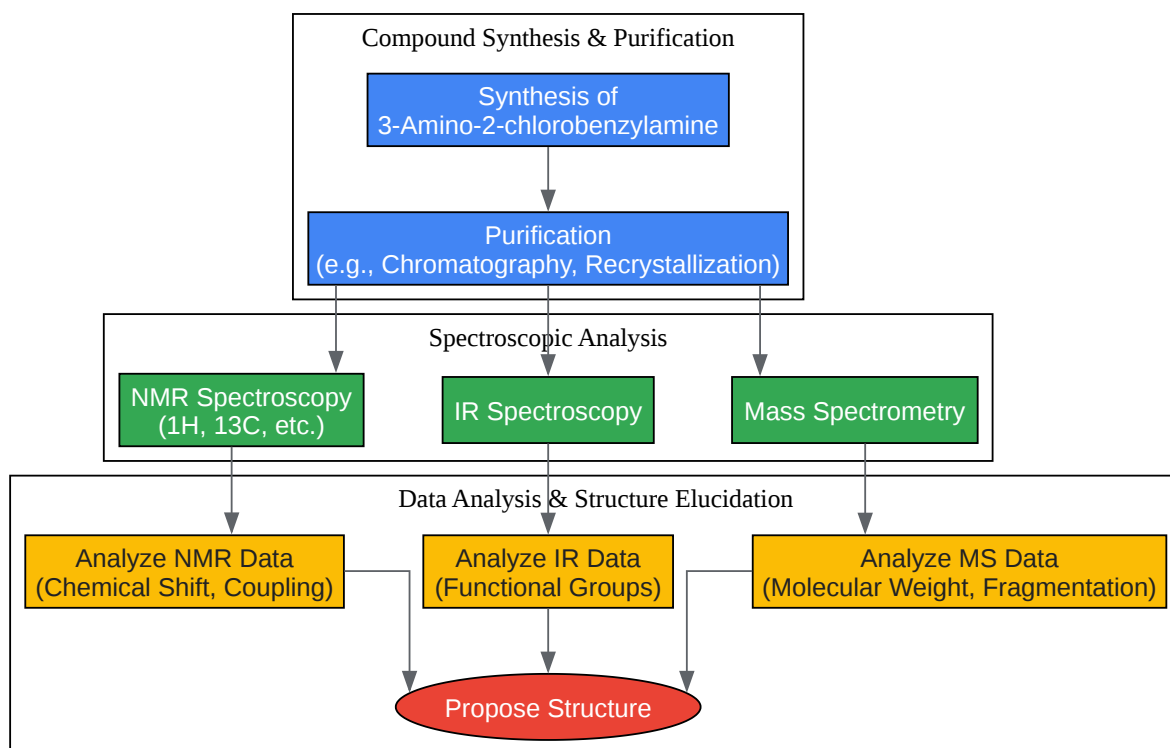 Compound Synthesis & Purification
Synthesis of
3-Amino-2-chlorobenzylamine
Purification
(e.g., Chromatography, Recrystallization)
Spectroscopic Analysis
NMR Spectroscopy
(1H, 13C, etc.)
IR Spectroscopy
Mass Spectrometry
Data Analysis & Structure Elucidation
Analyze NMR Data
(Chemical Shift, Coupling)
Analyze IR Data
(Functional Groups)
Analyze MS Data
(Molecular Weight, Fragmentation)
Propose Structure